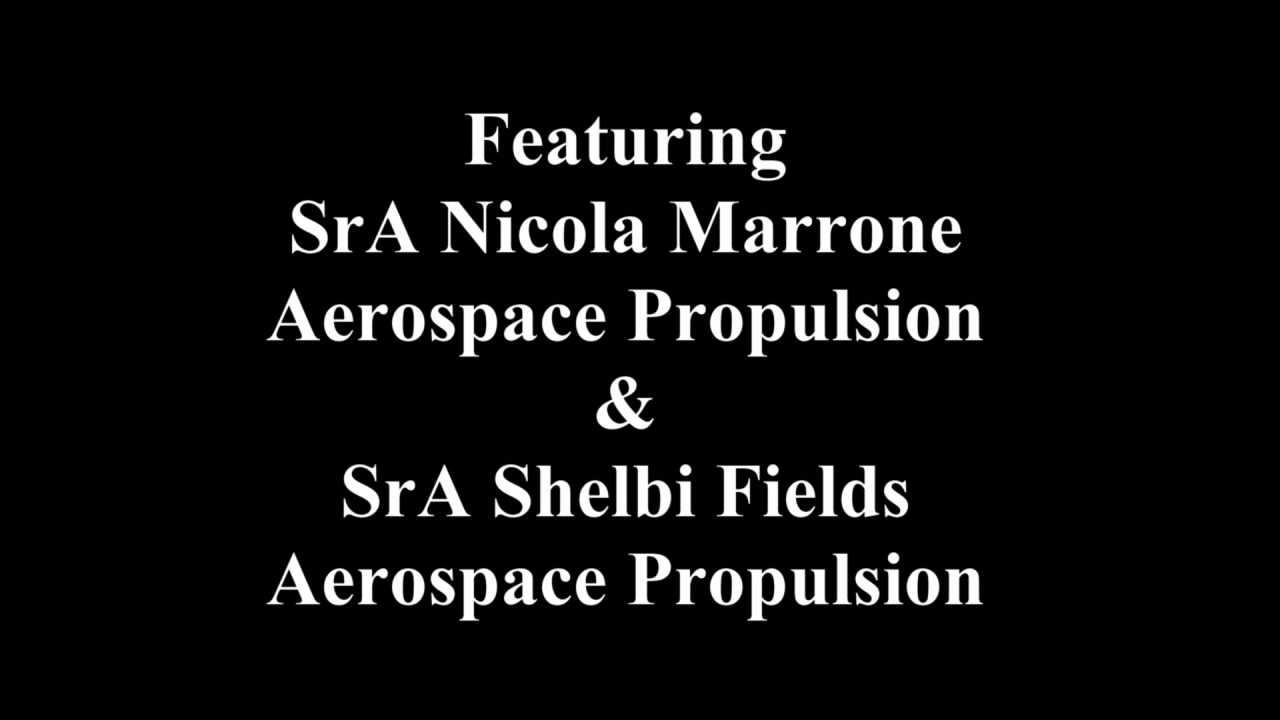 Featuring
SrA Nicola Marrone
Aerospace Propulsion
&
SrA Shelbi Fields
Aerospace Propulsion